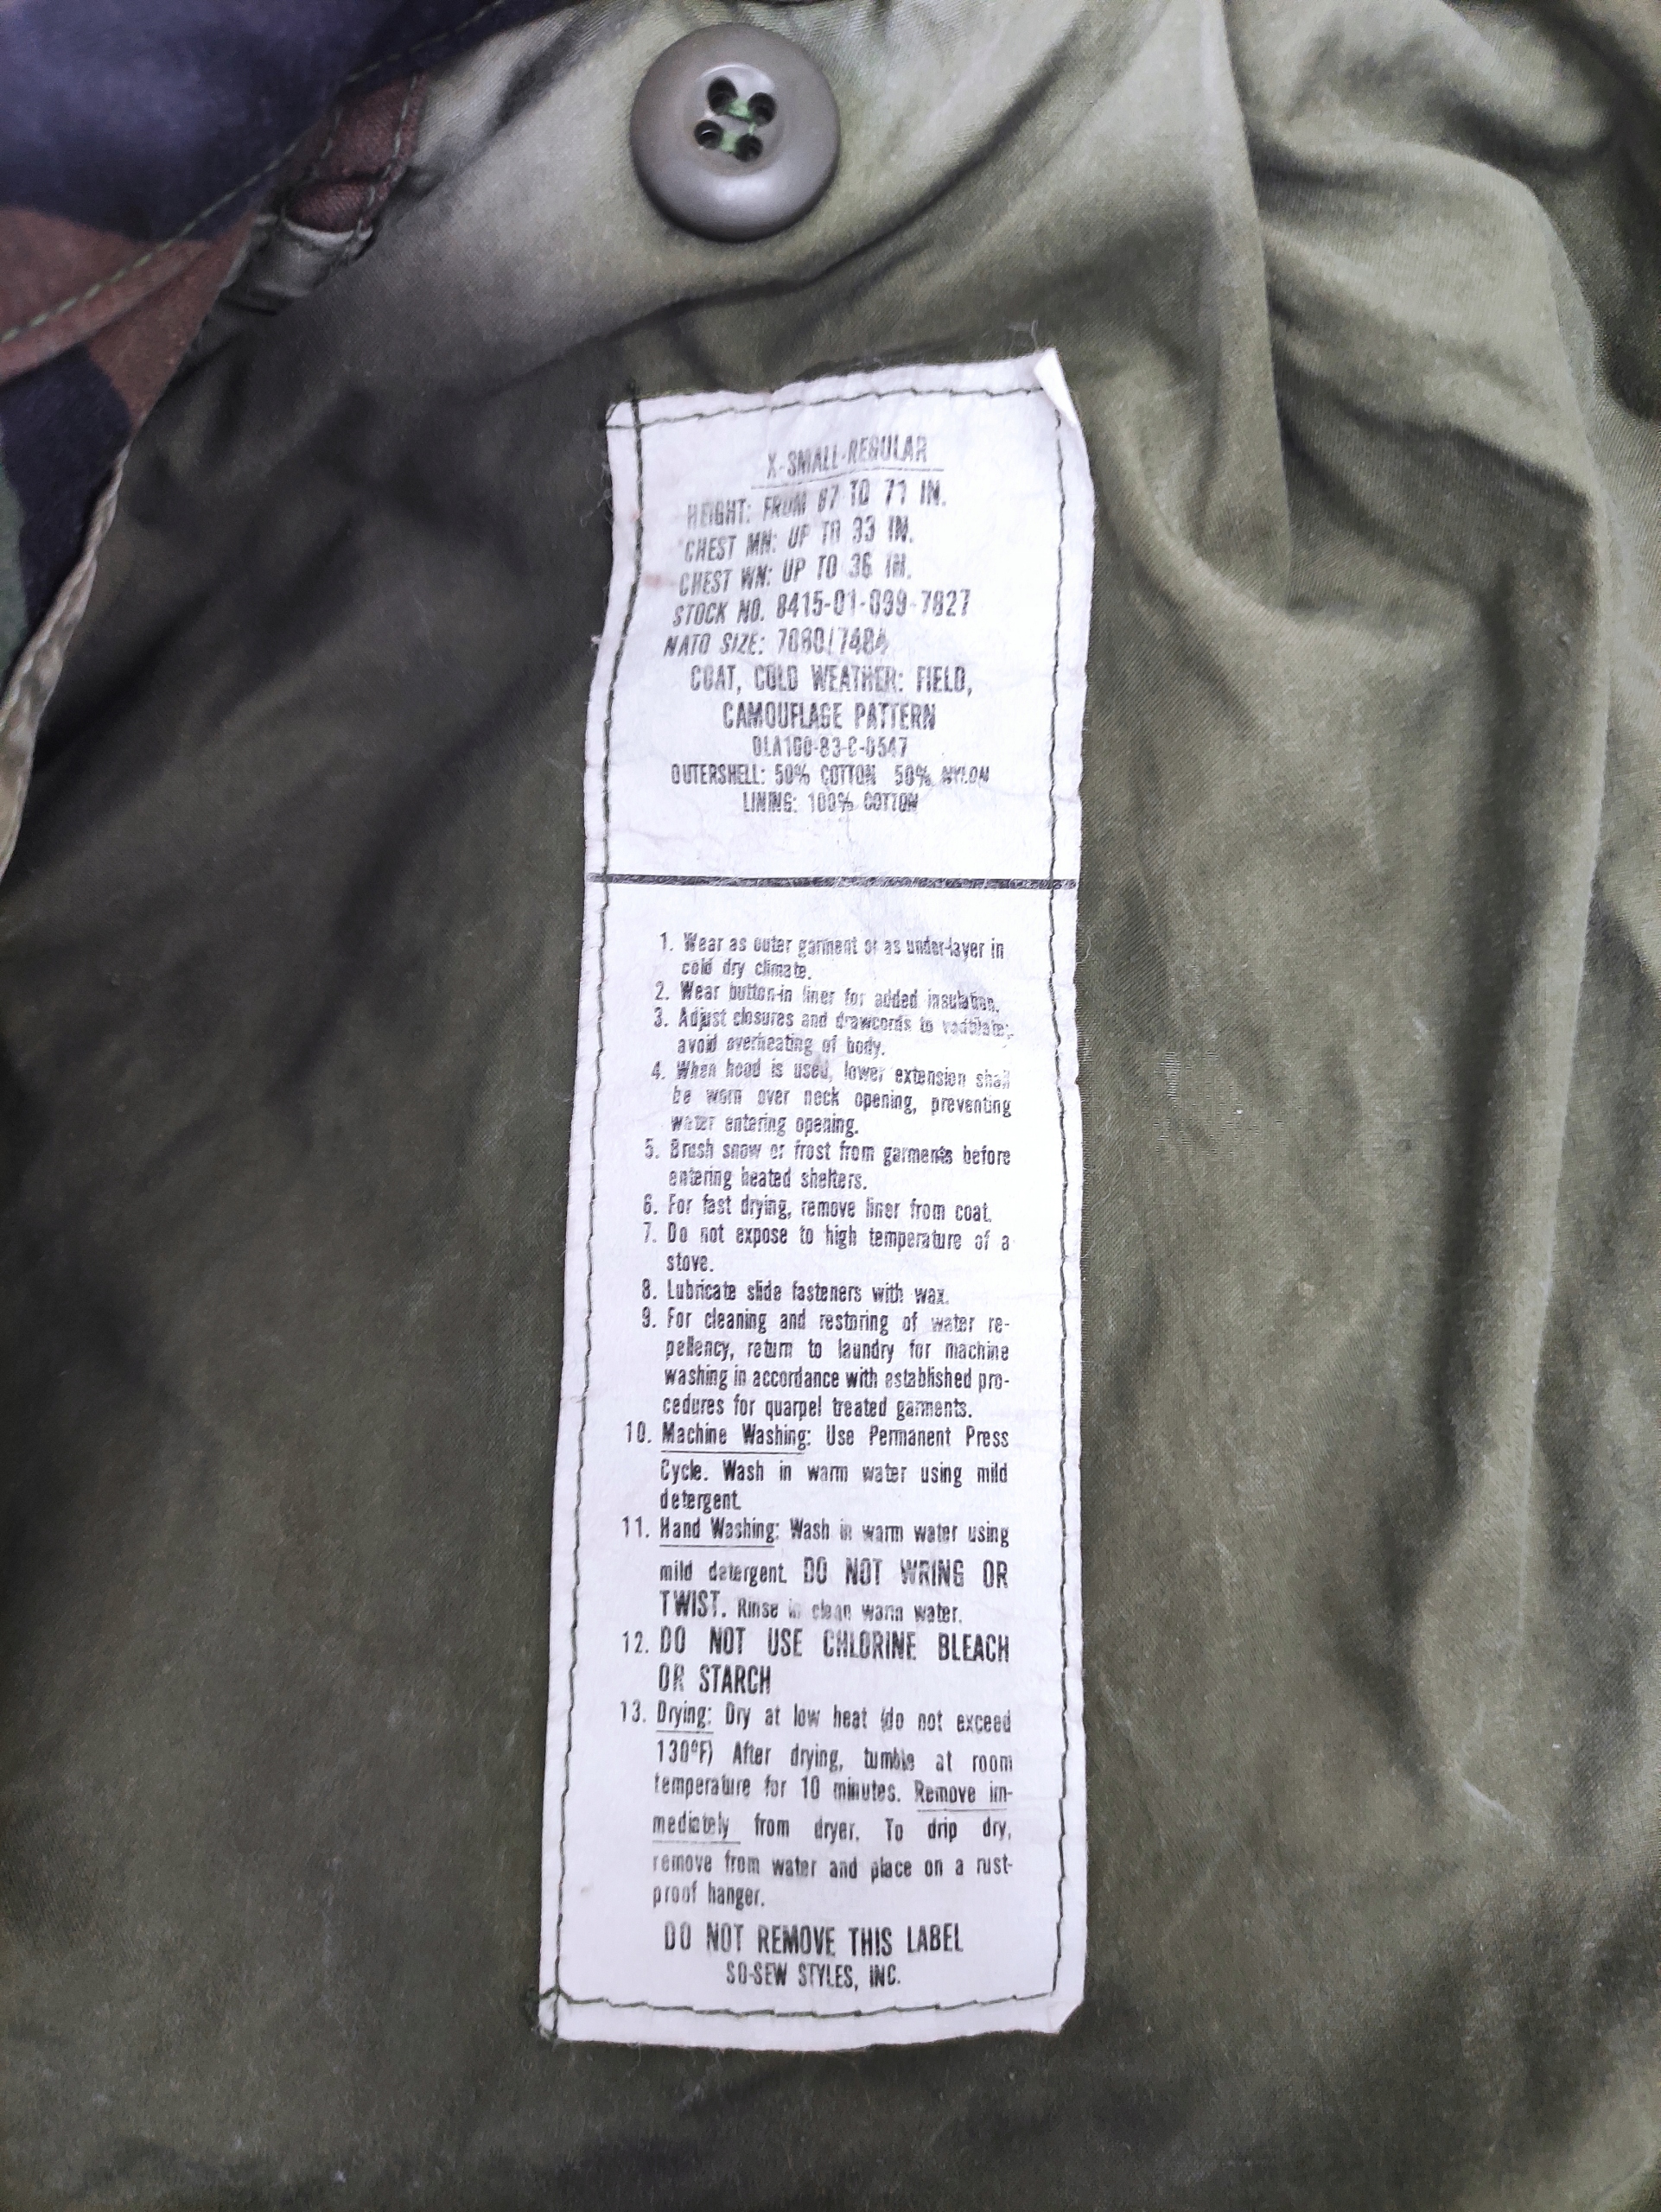 X-SMALL-REGULAR
HEIGHT: FROM 67 TO 71 IN.
CHEST MN: UP TO 33 IN.
CHEST WN: UP TO 36 IN.
STOCK NO. 8415-01-099-7827
NATO SIZE:
COAT, COLD WEATHER: FIELD,
CAMOUFLAGE PATTERN
DLA100-83-C-0547
OUTERSHELL: 50% COTTON 50% NYLON
LINING: 100% COTTON
1. Wear as outer garment or as under-layer in
cold dry climate.
2. Wear button-in liner for added insulation.
3. Adjust closures and drawcords to ventilate;
avoid overheating of body.
4. When hood is used, lower extension shall
be worn over neck opening, preventing
water entering opening.
5. Brush snow or frost from garments before
entering heated shelters.
6. For fast drying, remove liner from coat.
7. Do not expose to high temperature of a
stove.
8. Lubricate slide fasteners with wax.
9. For cleaning and restoring of water re-
pellency, return to laundry for machine
washing in accordance with established pro-
cedures for quarpel treated garments.
10. Machine Washing: Use Permanent Press
Cycle. Wash in warm water using mild
detergent.
11. Hand Washing: Wash in warm water using
mild detergent. DO NOT WRING OR
TWIST. Rinse in clean warm water.
12. DO NOT USE CHLORINE BLEACH
OR STARCH
13. Drying: Dry at low heat (do not exceed
130°F) After drying, tumble at room
temperature for 10 minutes. Remove im-
mediately from dryer. To drip dry,
remove from water and place on a rust-
proof hanger.
DO NOT REMOVE THIS LABEL
SO-SEW STYLES, INC.